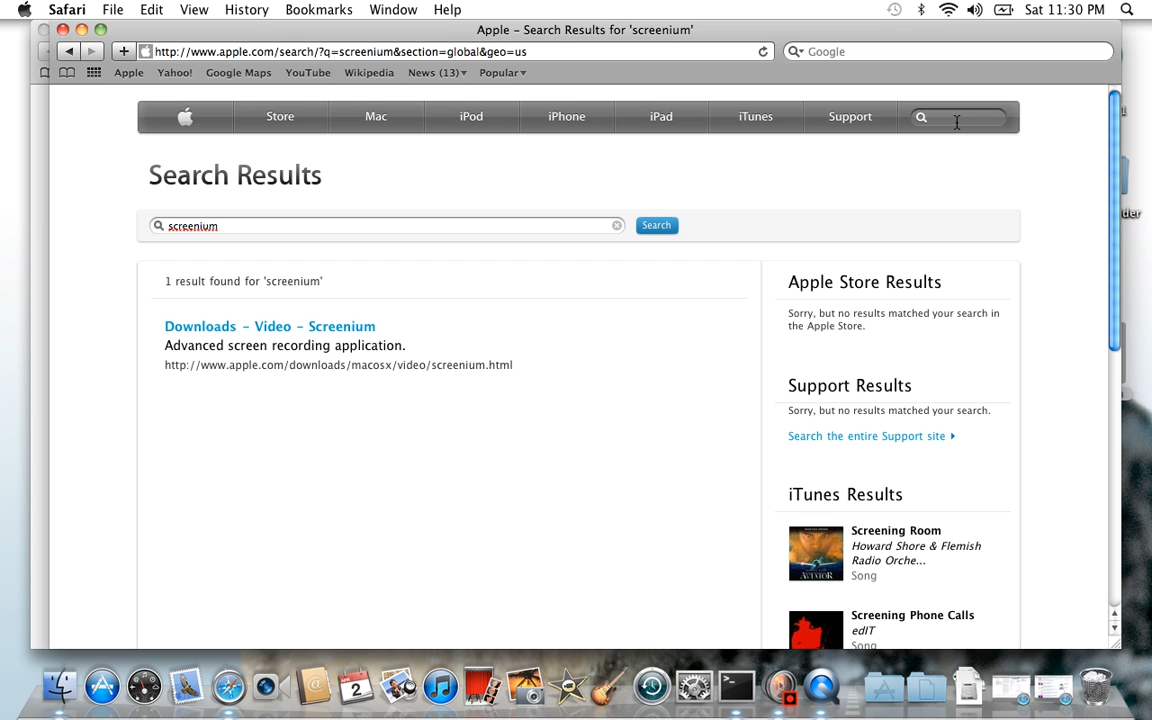 Safari File Edit View History Bookmarks Window Help Sat 11:30 PM
Apple – Search Results for 'screenium'
http://www.apple.com/search/?q=screenium&section=global&geo=us Google
Apple Yahoo! Google Maps YouTube Wikipedia News (13) Popular
Store Mac iPod iPhone iPad iTunes Support
Search Results
screenium Search
1 result found for 'screenium'
Downloads – Video – Screenium
Advanced screen recording application.
http://www.apple.com/downloads/macosx/video/screenium.html
Apple Store Results
Sorry, but no results matched your search in
the Apple Store.
Support Results
Sorry, but no results matched your search.
Search the entire Support site
iTunes Results
Screening Room
Howard Shore & Flemish
Radio Orche...
Song
AVIATOR
Screening Phone Calls
edIT
Song
APR
2